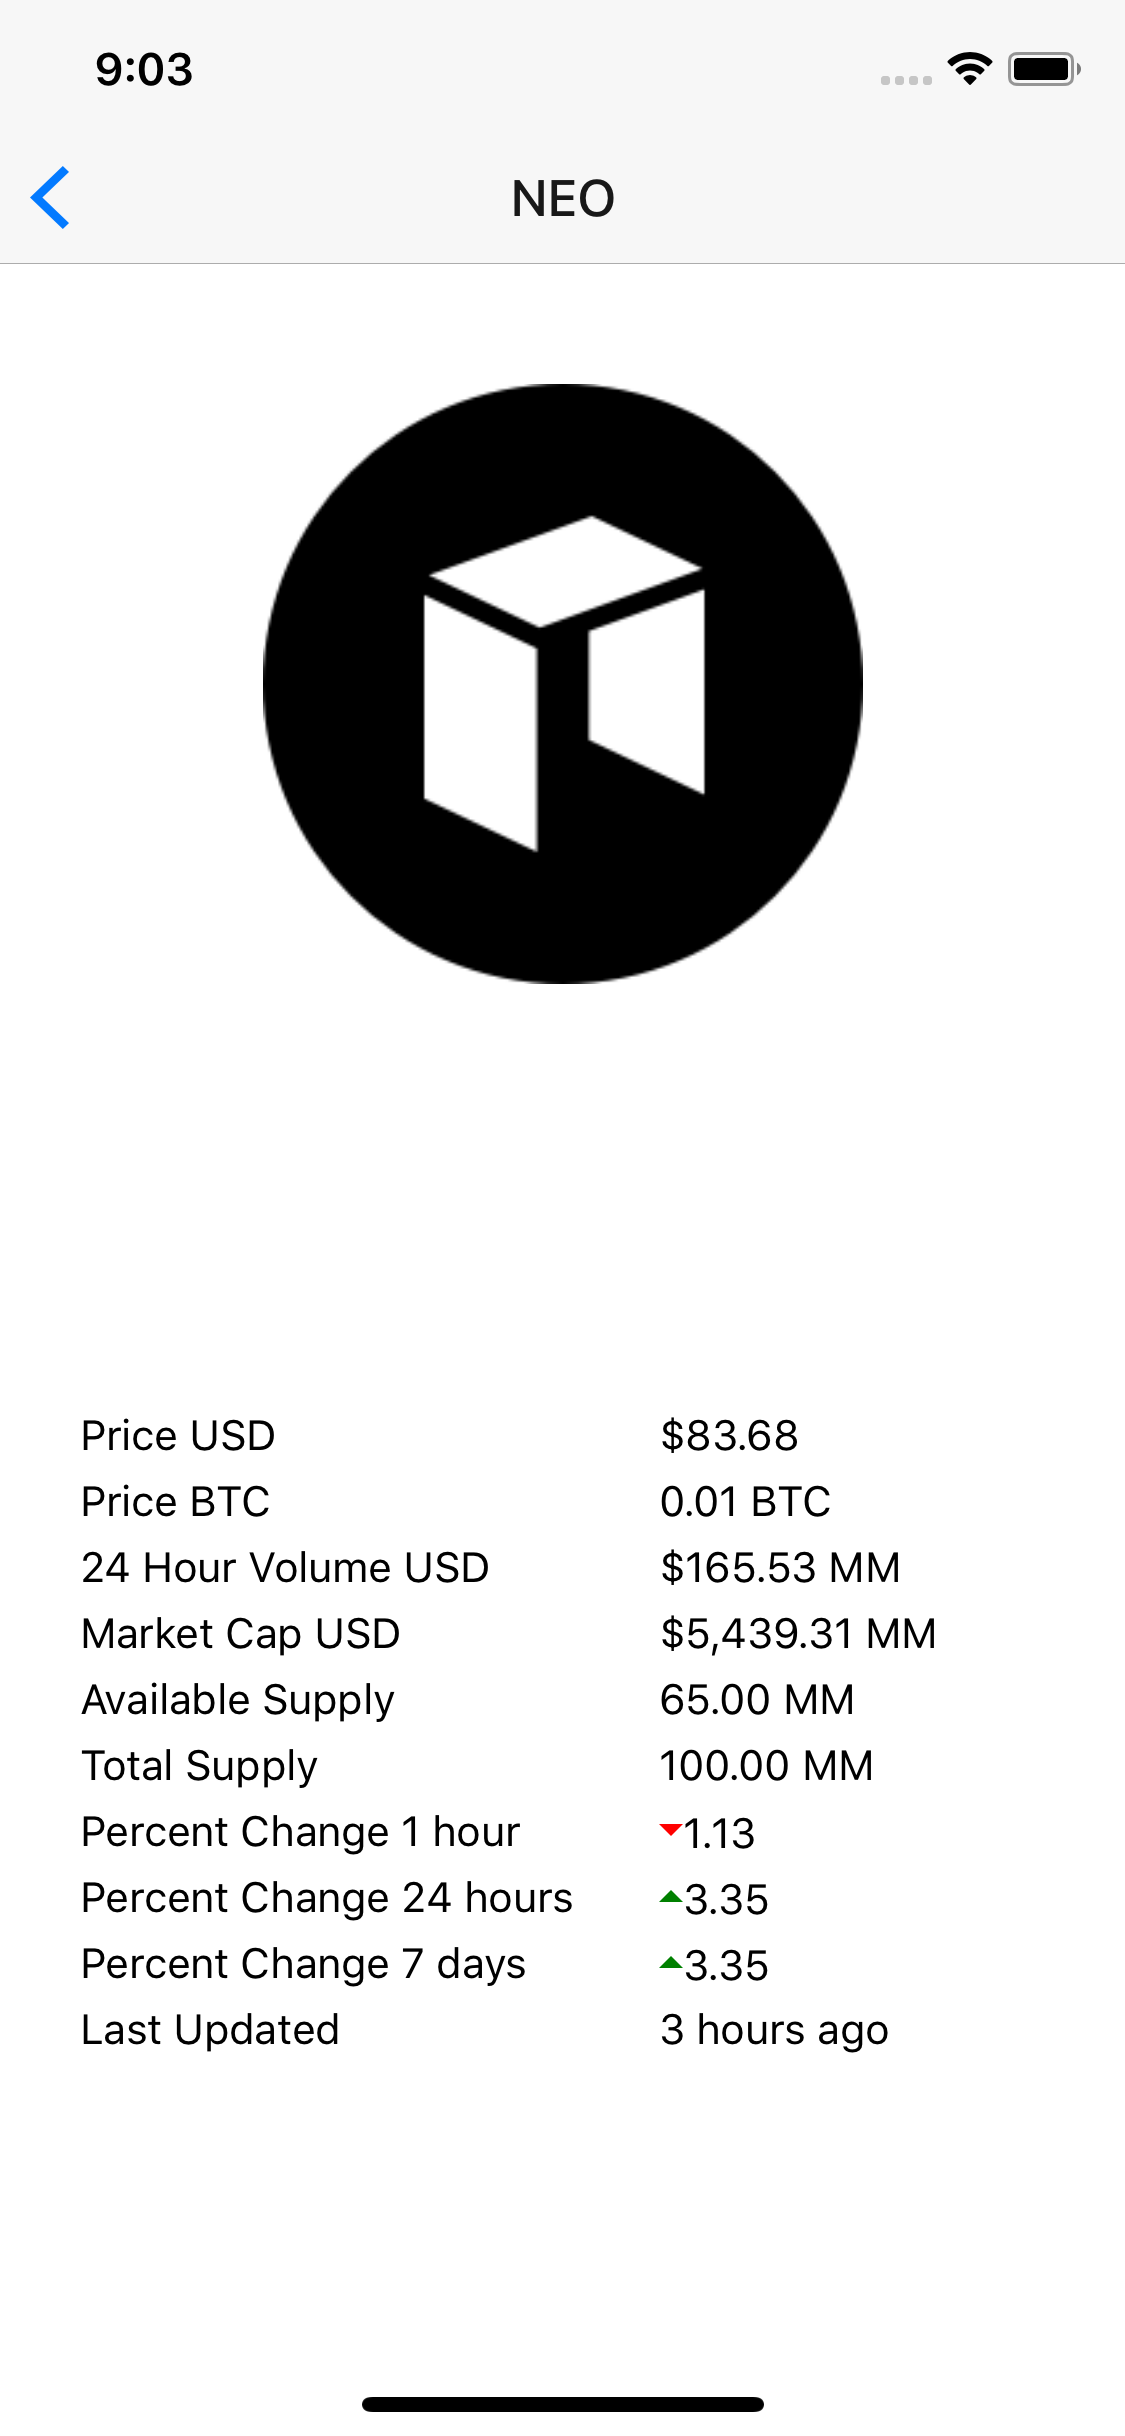 9:03
NEO
Price USD $83.68
Price BTC 0.01 BTC
24 Hour Volume USD $165.53 MM
Market Cap USD $5,439.31 MM
Available Supply 65.00 MM
Total Supply 100.00 MM
Percent Change 1 hour 1.13
Percent Change 24 hours 3.35
Percent Change 7 days 3.35
Last Updated 3 hours ago